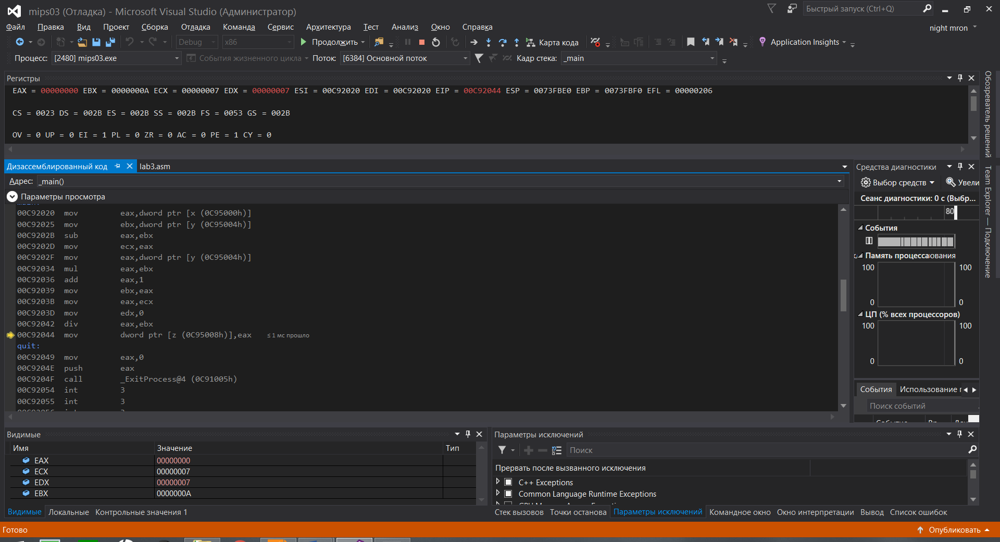 mips03 (Отладка) - Microsoft Visual Studio (Администратор)
Быстрый запуск (Ctrl+Q)
Файл Правка Вид Проект Сборка Отладка Команда Сервис Архитектура Тест Анализ Окно Справка
night mron
Debug x86 Продолжить Карта кода Application Insights
Процесс: [2480] mips03.exe События жизненного цикла Поток: [6384] Основной поток Кадр стека: _main
Регистры
EAX = 00000000 EBX = 0000000A ECX = 00000007 EDX = 00000007 ESI = 00C92020 EDI = 00C92020 EIP = 00C92044 ESP = 0073FBE0 EBP = 0073FBF0 EFL = 00000206
CS = 0023 DS = 002B ES = 002B SS = 002B FS = 0053 GS = 002B
OV = 0 UP = 0 EI = 1 PL = 0 ZR = 0 AC = 0 PE = 1 CY = 0
Дизассемблированный код lab3.asm
Адрес: _main()
Параметры просмотра
00C92020 mov eax,dword ptr [x (0C95000h)]
00C92025 mov ebx,dword ptr [y (0C95004h)]
00C9202B sub eax,ebx
00C9202D mov ecx,eax
00C9202F mov eax,dword ptr [y (0C95004h)]
00C92034 mul eax,ebx
00C92036 add eax,1
00C92039 mov ebx,eax
00C9203B mov eax,ecx
00C9203D mov edx,0
00C92042 div eax,ebx
00C92044 mov dword ptr [z (0C95008h)],eax ≤ 1 мс прошло
quit:
00C92049 mov eax,0
00C9204E push eax
00C9204F call _ExitProcess@4 (0C91005h)
00C92054 int 3
00C92055 int 3
Средства диагностики
Выбор средств Увели
Сеанс диагностики: 0 с (Выбр...
80
События
Память процесса ования
100 100
0 0
ЦП (% всех процессоров)
100 100
0 0
События Использование
Поиск событий
Обозреватель решений
Team Explorer — Подключение
Видимые
Имя Значение Тип
EAX 00000000
ECX 00000007
EDX 00000007
EBX 0000000A
Видимые Локальные Контрольные значения 1
Параметры исключений
Поиск
Прервать после вызванного исключения
C++ Exceptions
Common Language Runtime Exceptions
Стек вызовов Точки останова Параметры исключений Командное окно Окно интерпретации Вывод Список ошибок
Готово
Опубликовать